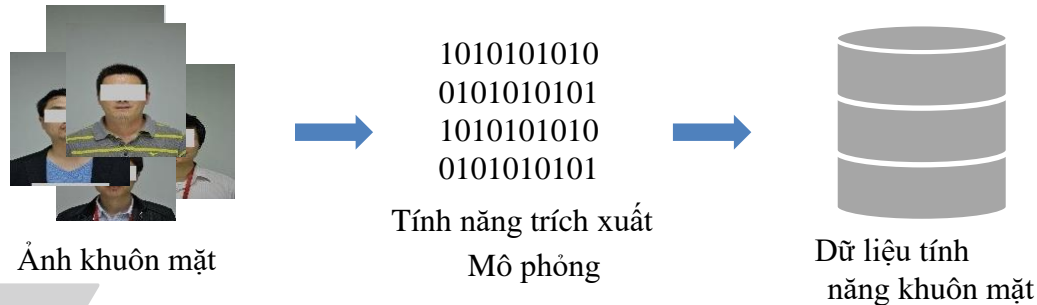 1010101010
0101010101
1010101010
0101010101
Tính năng trích xuất
Mô phỏng
Ảnh khuôn mặt
Dữ liệu tính
năng khuôn mặt